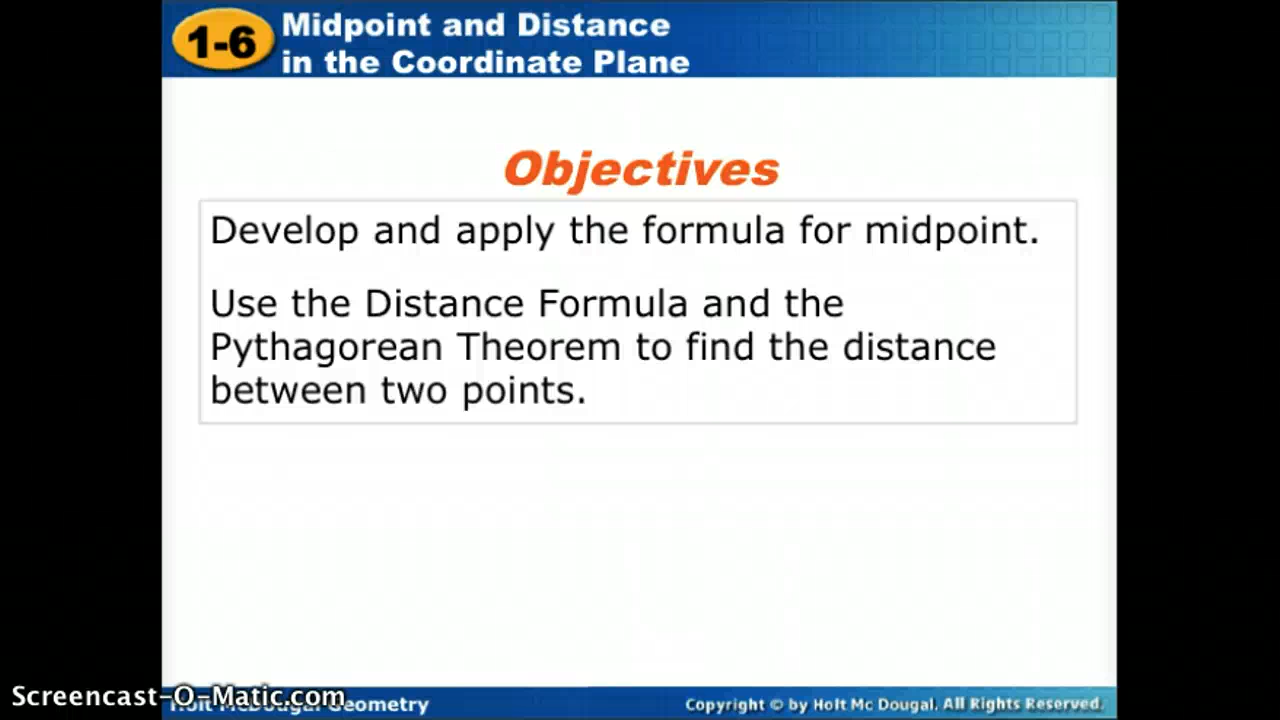 1-6
Midpoint and Distance
in the Coordinate Plane
Objectives
Develop and apply the formula for midpoint.
Use the Distance Formula and the
Pythagorean Theorem to find the distance
between two points.
Screencast-O-Matic.com
Holt McDougal Geometry
Copyright © by Holt Mc Dougal. All Rights Reserved.